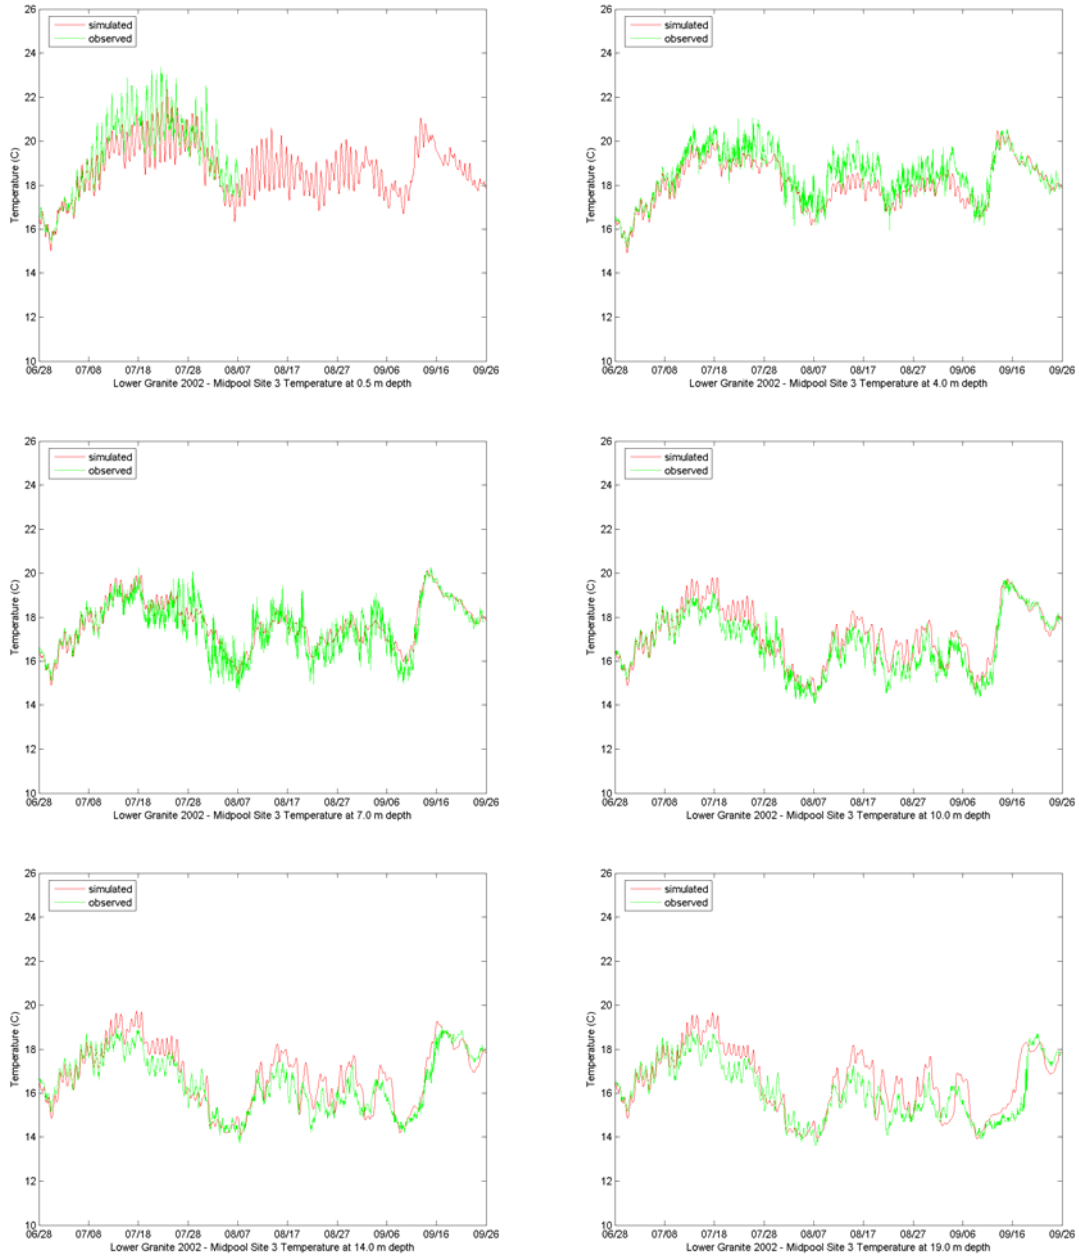 26
24
22
20
18
16
14
12
10
Temperature (C)
simulated
observed
06/28 07/08 07/18 07/28 08/07 08/17 08/27 09/06 09/16 09/26
Lower Granite 2002 - Midpool Site 3 Temperature at 0.5 m depth
26
24
22
20
18
16
14
12
10
Temperature (C)
simulated
observed
06/28 07/08 07/18 07/28 08/07 08/17 08/27 09/06 09/16 09/26
Lower Granite 2002 - Midpool Site 3 Temperature at 4.0 m depth
26
24
22
20
18
16
14
12
10
Temperature (C)
simulated
observed
06/28 07/08 07/18 07/28 08/07 08/17 08/27 09/06 09/16 09/26
Lower Granite 2002 - Midpool Site 3 Temperature at 7.0 m depth
26
24
22
20
18
16
14
12
10
Temperature (C)
simulated
observed
06/28 07/08 07/18 07/28 08/07 08/17 08/27 09/06 09/16 09/26
Lower Granite 2002 - Midpool Site 3 Temperature at 10.0 m depth
26
24
22
20
18
16
14
12
10
Temperature (C)
simulated
observed
06/28 07/08 07/18 07/28 08/07 08/17 08/27 09/06 09/16 09/26
Lower Granite 2002 - Midpool Site 3 Temperature at 14.0 m depth
26
24
22
20
18
16
14
12
10
Temperature (C)
simulated
observed
06/28 07/08 07/18 07/28 08/07 08/17 08/27 09/06 09/16 09/26
Lower Granite 2002 - Midpool Site 3 Temperature at 19.0 m depth